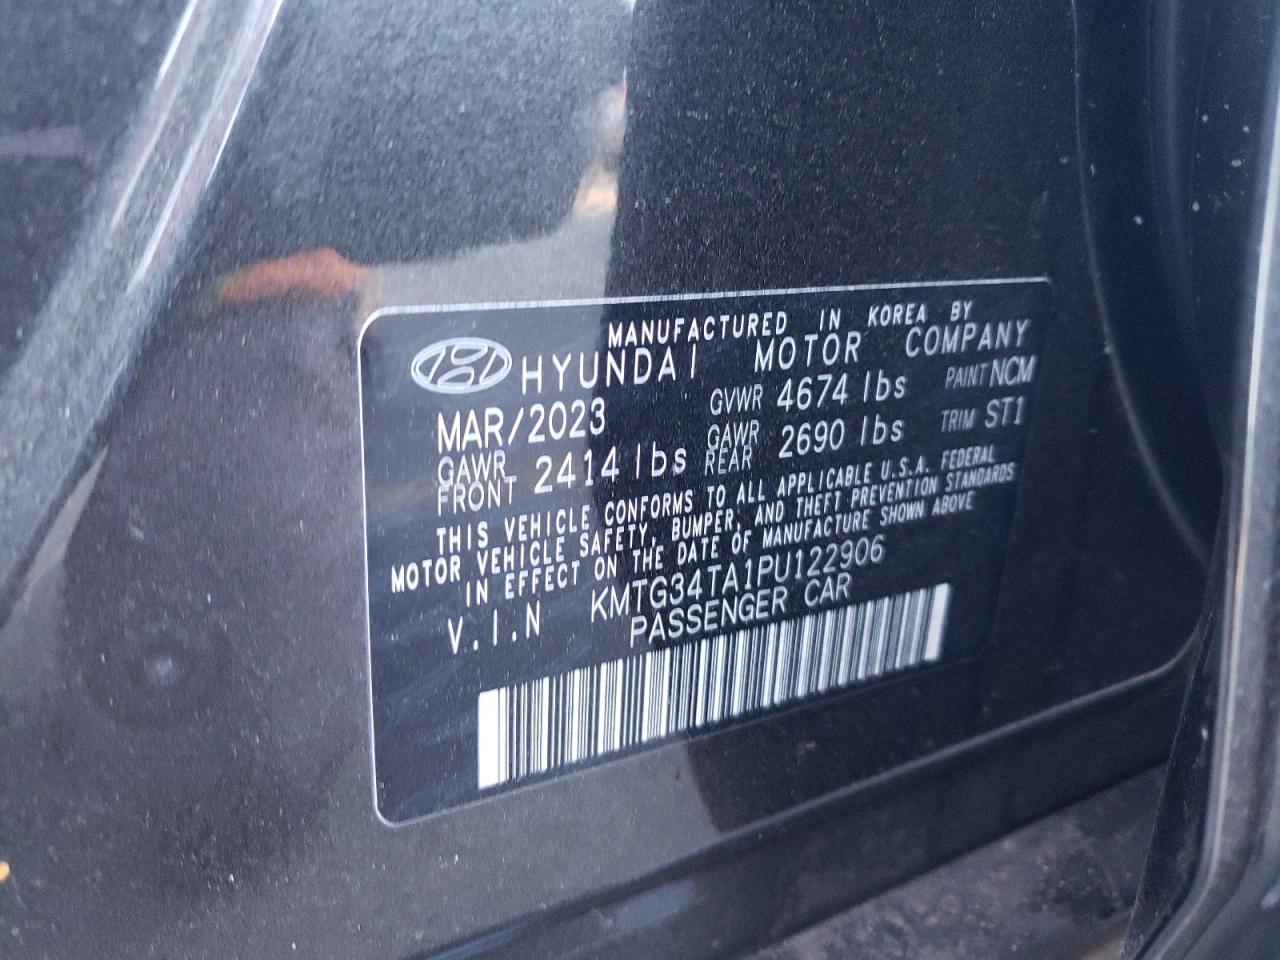 MANUFACTURED IN KOREA BY
HYUNDAI MOTOR COMPANY
MAR/2023 GVWR 4674 lbs PAINT NCM
GAWR FRONT 2414 lbs GAWR REAR 2690 lbs TRIM ST1
THIS VEHICLE CONFORMS TO ALL APPLICABLE U.S.A. FEDERAL
MOTOR VEHICLE SAFETY, BUMPER, AND THEFT PREVENTION STANDARDS
IN EFFECT ON THE DATE OF MANUFACTURE SHOWN ABOVE
V.I.N KMTG34TA1PU122906
PASSENGER CAR